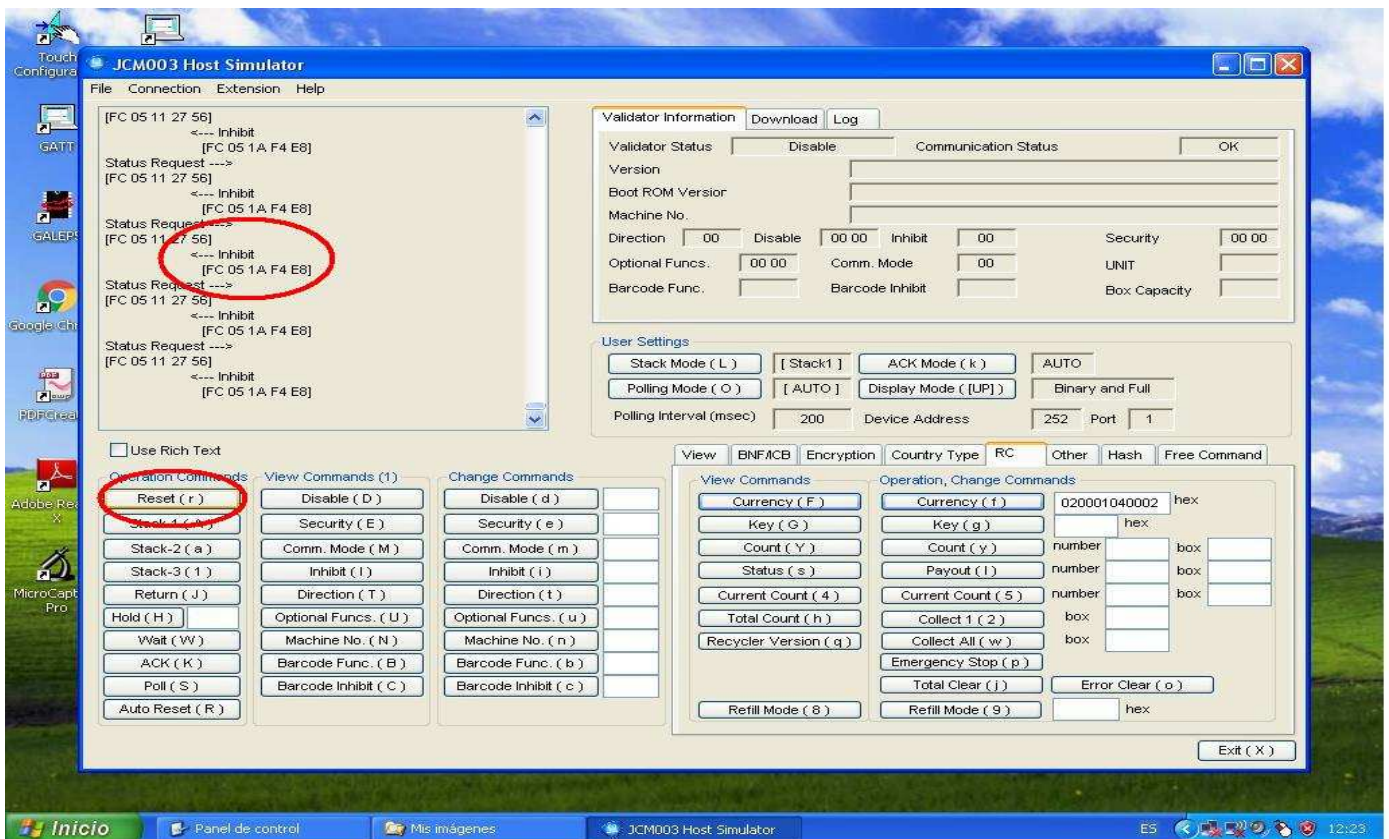 Touch
Configura
GATT
GALEPS
Google Ch
PDFCrea
Adobe Rea
X
MicroCapt
Pro
JCM003 Host Simulator
File Connection Extension Help
[FC 05 11 27 56]
<--- Inhibit
[FC 05 1A F4 E8]
Status Request --->
[FC 05 11 27 56]
<--- Inhibit
[FC 05 1A F4 E8]
Status Request --->
[FC 05 11 27 56]
<--- Inhibit
[FC 05 1A F4 E8]
Status Request --->
[FC 05 11 27 56]
<--- Inhibit
[FC 05 1A F4 E8]
Status Request --->
[FC 05 11 27 56]
<--- Inhibit
[FC 05 1A F4 E8]
Use Rich Text
Validator Information Download Log
Validator Status Disable Communication Status OK
Version
Boot ROM Version
Machine No.
Direction 00 Disable 00 00 Inhibit 00 Security 00 00
Optional Funcs. 00 00 Comm. Mode 00 UNIT
Barcode Func. Barcode Inhibit Box Capacity
User Settings
Stack Mode ( L ) [ Stack1 ] ACK Mode ( k ) AUTO
Polling Mode ( O ) [ AUTO ] Display Mode ( [UP] ) Binary and Full
Polling Interval (msec) 200 Device Address 252 Port 1
Operation Commands View Commands (1) Change Commands
Reset ( r ) Disable ( D ) Disable ( d )
Stack-1 ( A ) Security ( E ) Security ( e )
Stack-2 ( a ) Comm. Mode ( M ) Comm. Mode ( m )
Stack-3 ( 1 ) Inhibit ( I ) Inhibit ( i )
Return ( J ) Direction ( T ) Direction ( t )
Hold ( H ) Optional Funcs. ( U ) Optional Funcs. ( u )
Wait ( W ) Machine No. ( N ) Machine No. ( n )
ACK ( K ) Barcode Func. ( B ) Barcode Func. ( b )
Poll ( S ) Barcode Inhibit ( C ) Barcode Inhibit ( c )
Auto Reset ( R )
View BNF/ICB Encryption Country Type RC Other Hash Free Command
View Commands Operation, Change Commands
Currency ( F ) Currency ( f ) 020001040002 hex
Key ( G ) Key ( g ) hex
Count ( Y ) Count ( y ) number box
Status ( s ) Payout ( l ) number box
Current Count ( 4 ) Current Count ( 5 ) number box
Total Count ( h ) Collect 1 ( 2 ) box
Recycler Version ( q ) Collect All ( w ) box
Emergency Stop ( p )
Total Clear ( j ) Error Clear ( o )
Refill Mode ( 8 ) Refill Mode ( 9 ) hex
Exit ( X )
Inicio Panel de control Mis imágenes JCM003 Host Simulator ES 12:23